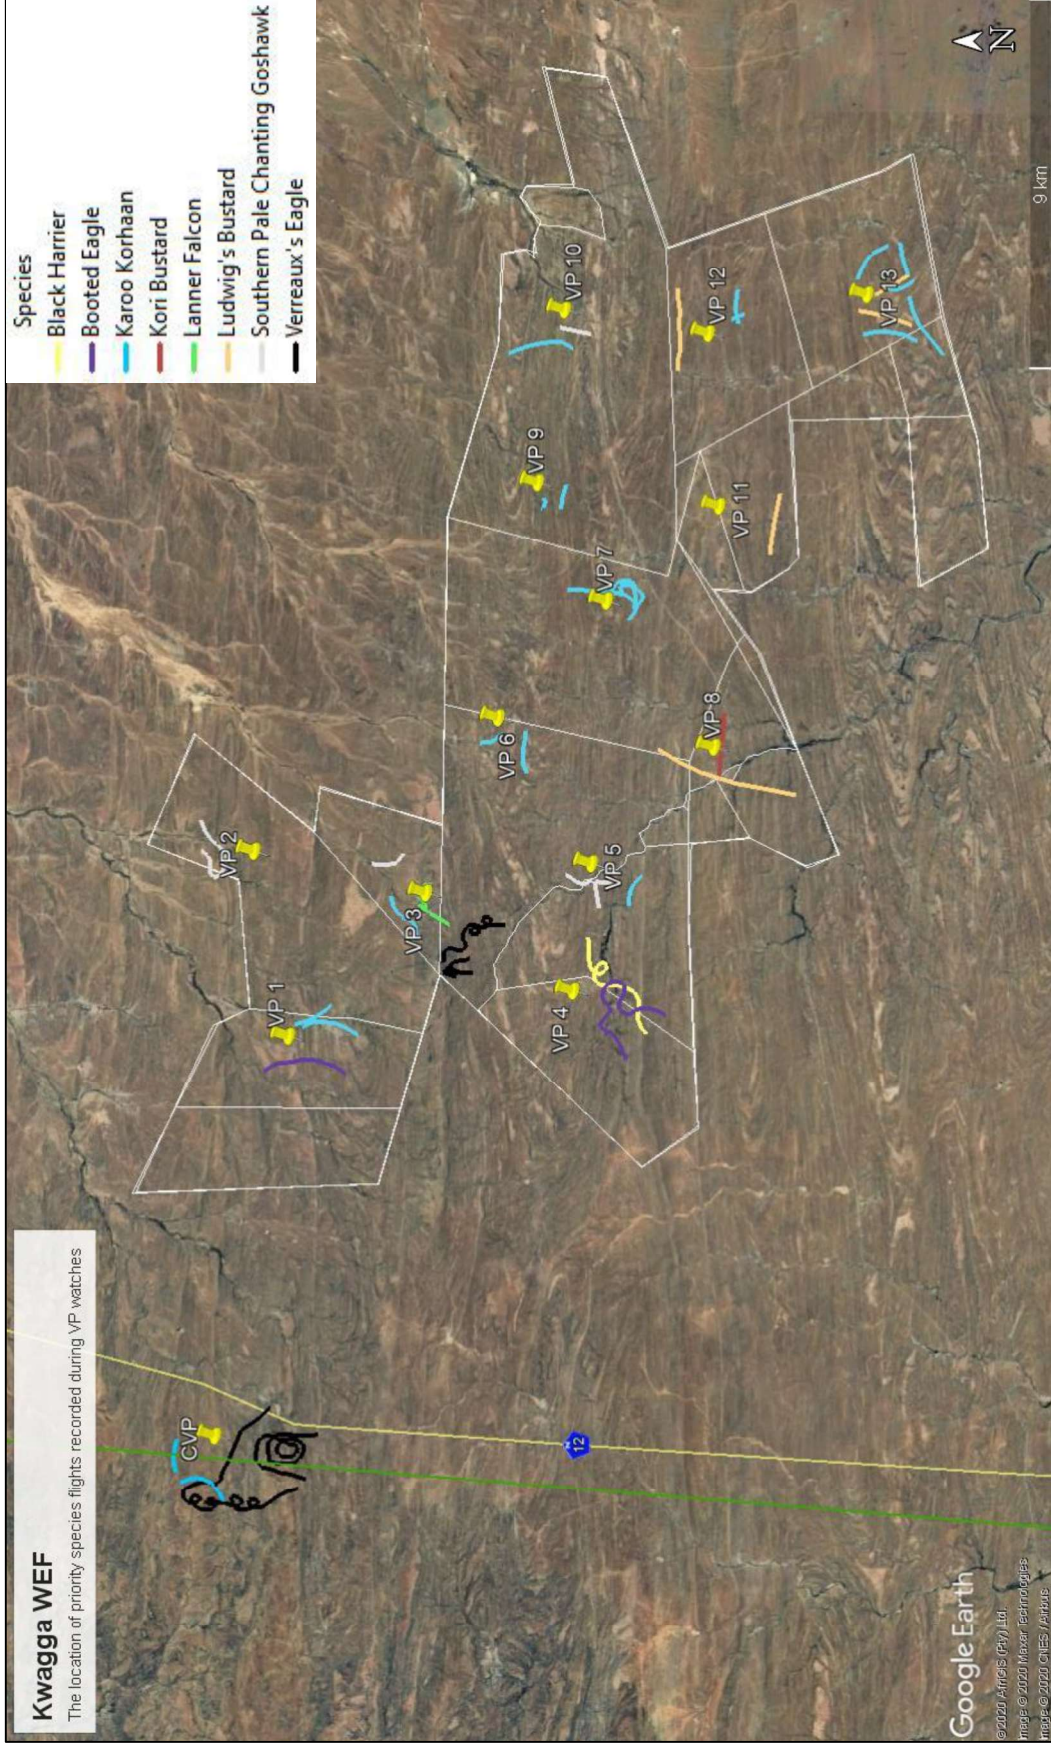 Kwagga WEF
The location of priority species flights recorded during VP watches
Species
Black Harrier
Booted Eagle
Karoo Korhaan
Kori Bustard
Lanner Falcon
Ludwig's Bustard
Southern Pale Chanting Goshawk
Verreaux's Eagle
CVP
VP 1
VP 2
VP 3
VP 4
VP 5
VP 6
VP 7
VP 8
VP 9
VP 10
VP 11
VP 12
VP 13
N
12
Google Earth
© 2020 AfriGIS (Pty) Ltd.
Image © 2020 Maxar Technologies
Image © 2020 CNES / Airbus
N
9 km